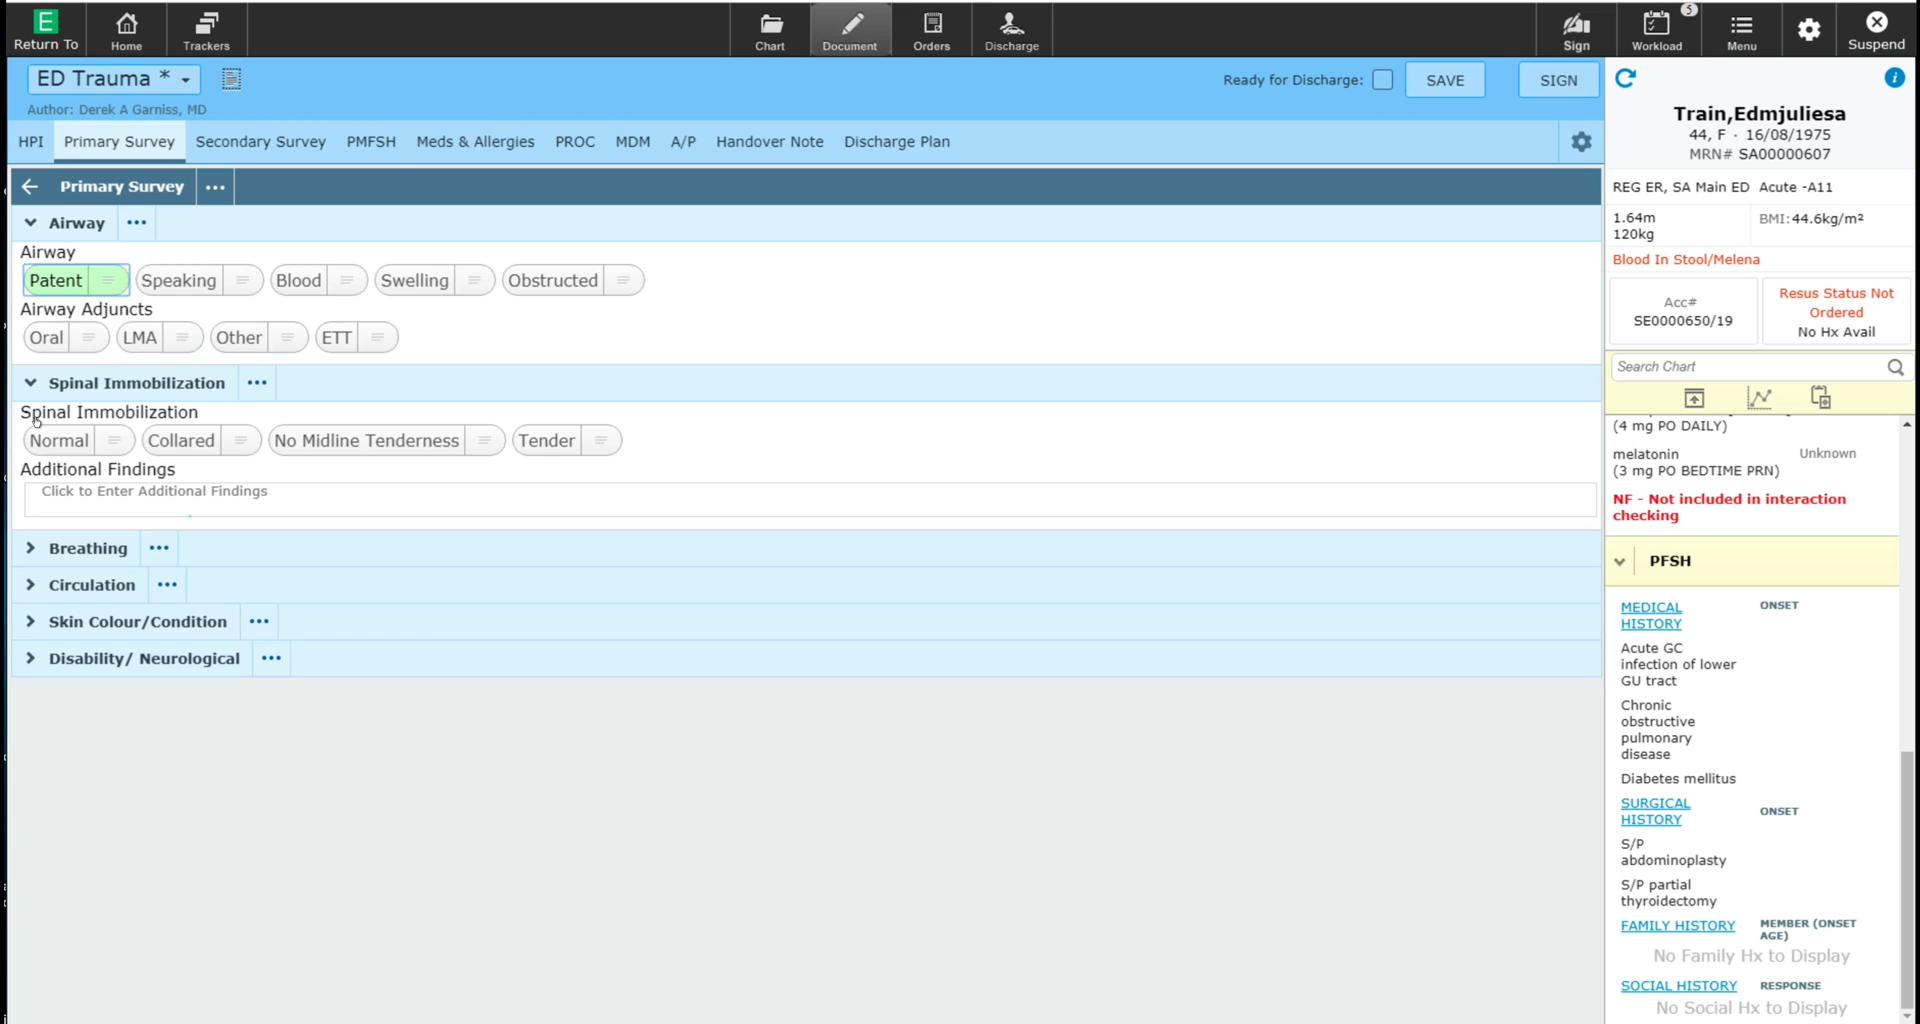 E
Return To
Home
Trackers
Chart
Document
Orders
Discharge
Sign
5
Workload
Menu
Suspend
ED Trauma *
Author: Derek A Garniss, MD
Ready for Discharge:
SAVE
SIGN
HPI
Primary Survey
Secondary Survey
PMFSH
Meds & Allergies
PROC
MDM
A/P
Handover Note
Discharge Plan
Primary Survey
Airway
Airway
Patent
Speaking
Blood
Swelling
Obstructed
Airway Adjuncts
Oral
LMA
Other
ETT
Spinal Immobilization
Spinal Immobilization
Normal
Collared
No Midline Tenderness
Tender
Additional Findings
Click to Enter Additional Findings
Breathing
Circulation
Skin Colour/Condition
Disability/ Neurological
i
Train,Edmjuliesa
44, F · 16/08/1975
MRN# SA00000607
REG ER, SA Main ED Acute -A11
1.64m
120kg
BMI: 44.6kg/m²
Blood In Stool/Melena
Acc#
SE0000650/19
Resus Status Not
Ordered
No Hx Avail
Search Chart
(4 mg PO DAILY)
melatonin Unknown
(3 mg PO BEDTIME PRN)
NF - Not included in interaction
checking
PFSH
MEDICAL
HISTORY
ONSET
Acute GC
infection of lower
GU tract
Chronic
obstructive
pulmonary
disease
Diabetes mellitus
SURGICAL
HISTORY
ONSET
S/P
abdominoplasty
S/P partial
thyroidectomy
FAMILY HISTORY
MEMBER (ONSET
AGE)
No Family Hx to Display
SOCIAL HISTORY
RESPONSE
No Social Hx to Display